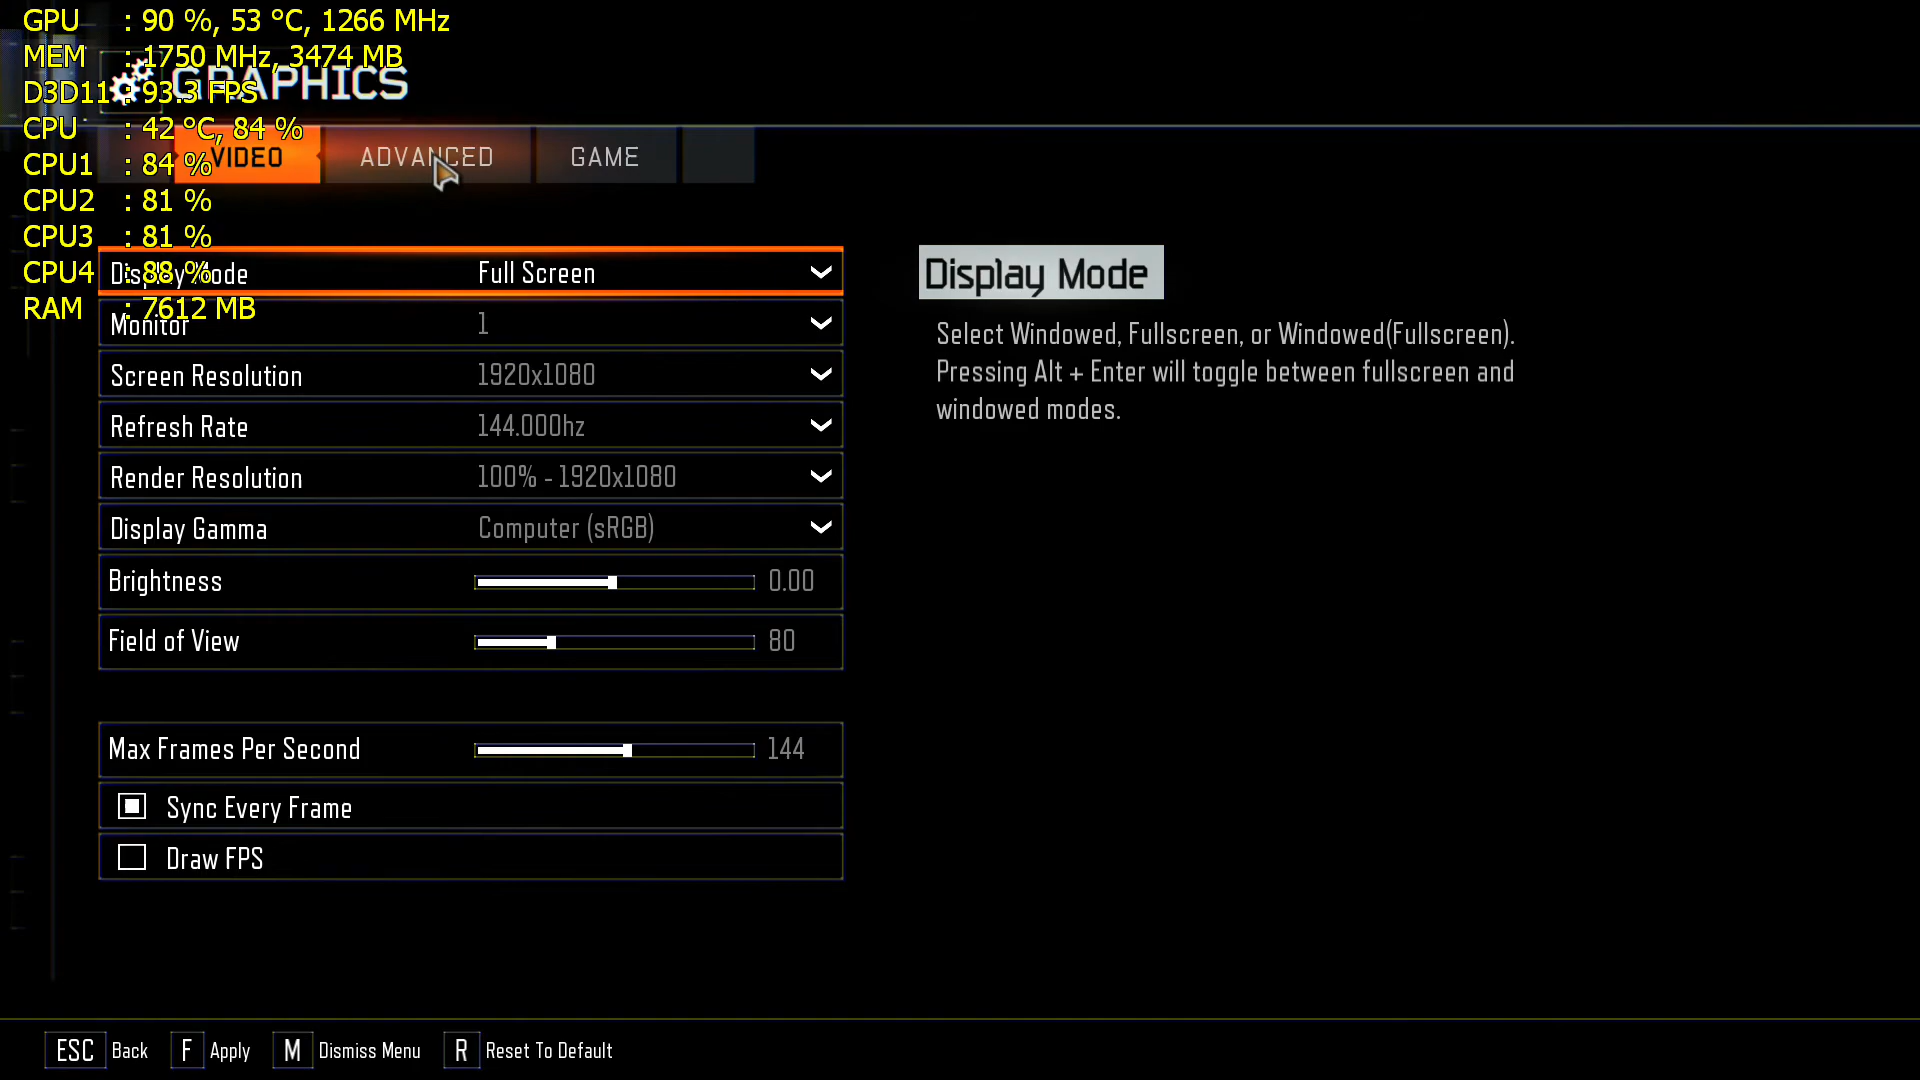 GPU : 90 %, 53 °C, 1266 MHz
MEM : 1750 MHz, 3474 MB
GRAPHICS
D3D11 : 93.3 FPS
CPU : 42 °C, 84 %
VIDEO ADVANCED GAME
CPU1 : 84 %
CPU2 : 81 %
CPU3 : 81 %
CPU4 : 88 %
Display Mode Full Screen
RAM : 7612 MB
Monitor 1
Screen Resolution 1920x1080
Refresh Rate 144.000hz
Render Resolution 100% - 1920x1080
Display Gamma Computer (sRGB)
Brightness 0.00
Field of View 80
Max Frames Per Second 144
Sync Every Frame
Draw FPS
Display Mode
Select Windowed, Fullscreen, or Windowed(Fullscreen).
Pressing Alt + Enter will toggle between fullscreen and
windowed modes.
ESC Back F Apply M Dismiss Menu R Reset To Default